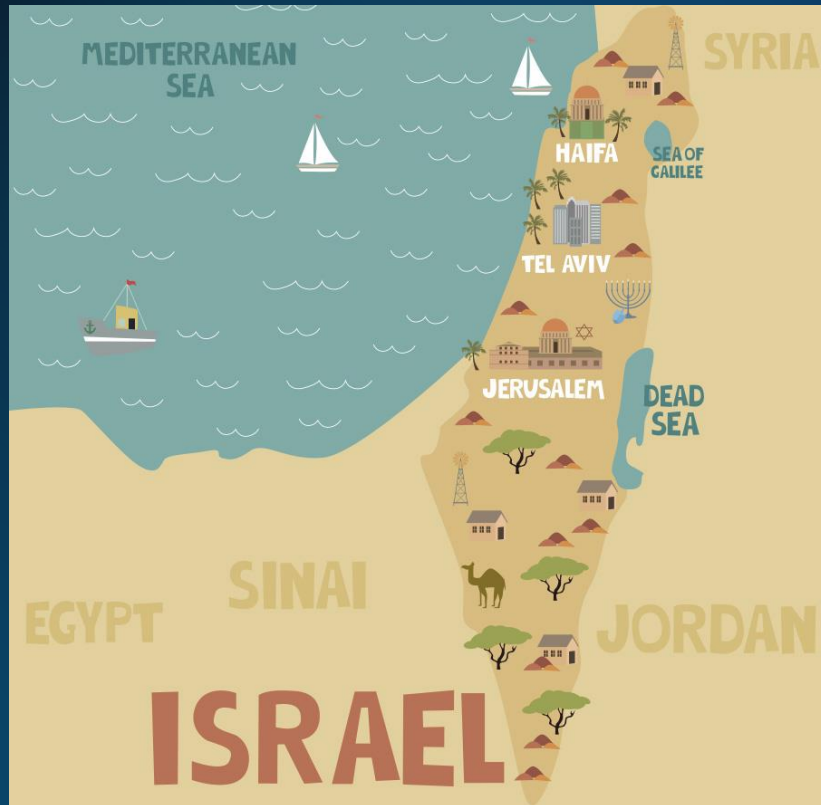 MEDITERRANEAN
SEA
SYRIA
HAIFA
SEA OF
GALILEE
TEL AVIV
JERUSALEM
DEAD
SEA
SINAI
EGYPT
JORDAN
ISRAEL